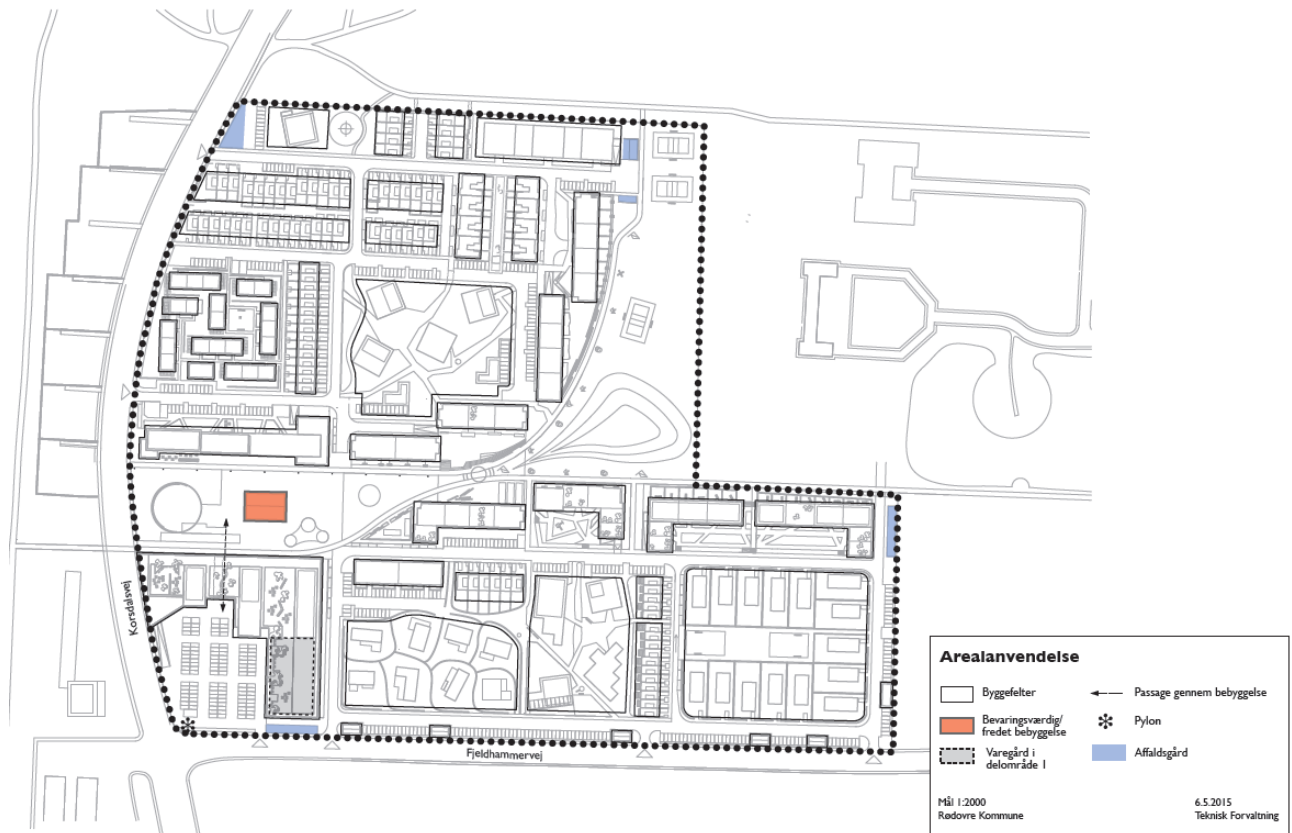 Korsdalsvej
Fjeldhammervej
Arealanvendelse
Byggefelter
Passage gennem bebyggelse
Bevaringsværdig/
fredet bebyggelse
Pylon
Varegård i
delområde 1
Affaldsgård
Mål 1:2000
6.5.2015
Rødovre Kommune
Teknisk Forvaltning